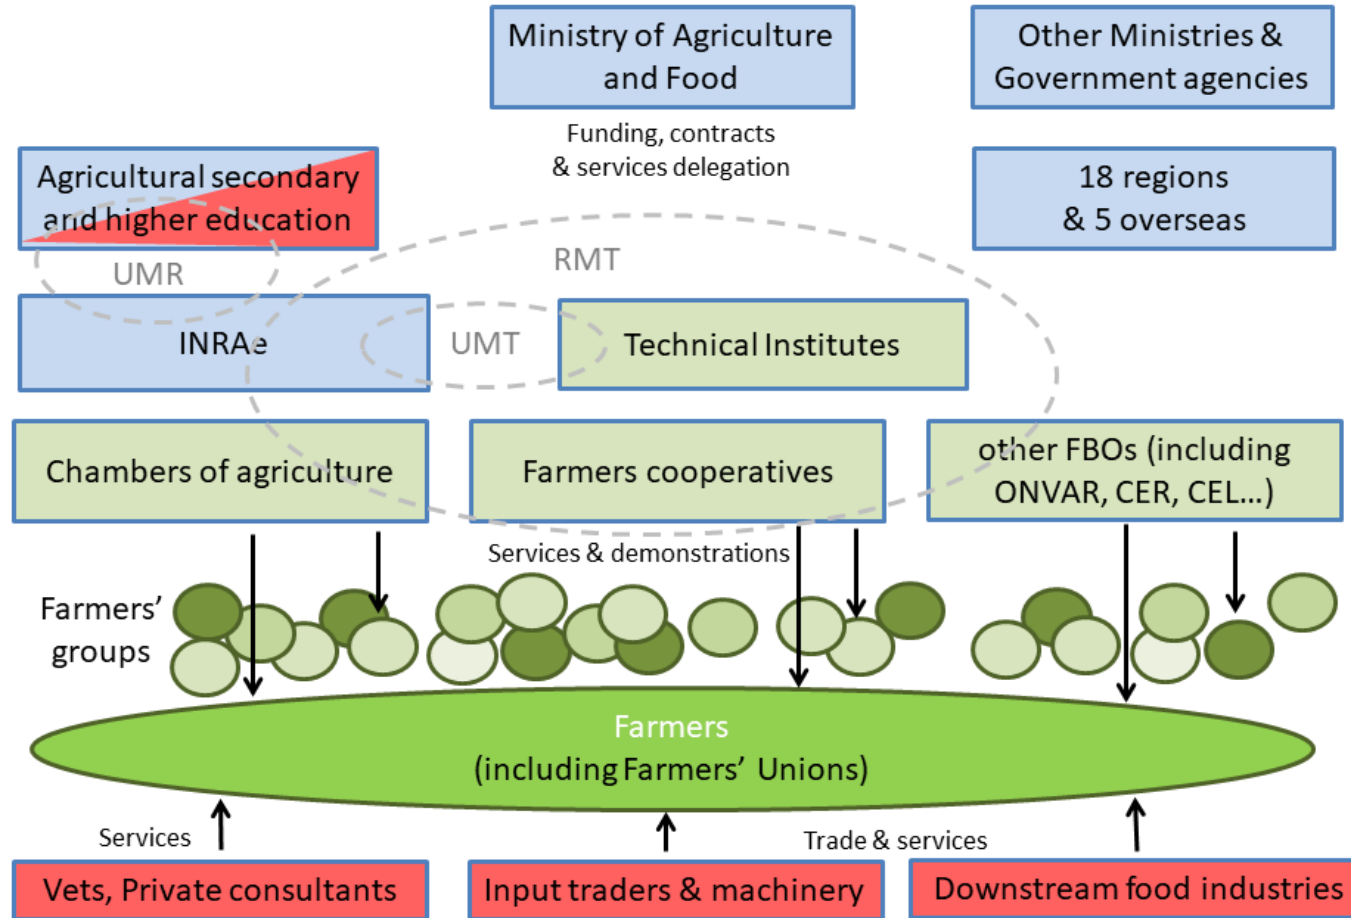 Ministry of Agriculture
and Food
Other Ministries &
Government agencies
Funding, contracts
& services delegation
Agricultural secondary
and higher education
18 regions
& 5 overseas
UMR
RMT
INRAe
UMT
Technical Institutes
Chambers of agriculture
Farmers cooperatives
other FBOs (including
ONVAR, CER, CEL...)
Services & demonstrations
Farmers'
groups
Farmers
(including Farmers' Unions)
Services
Trade & services
Vets, Private consultants
Input traders & machinery
Downstream food industries